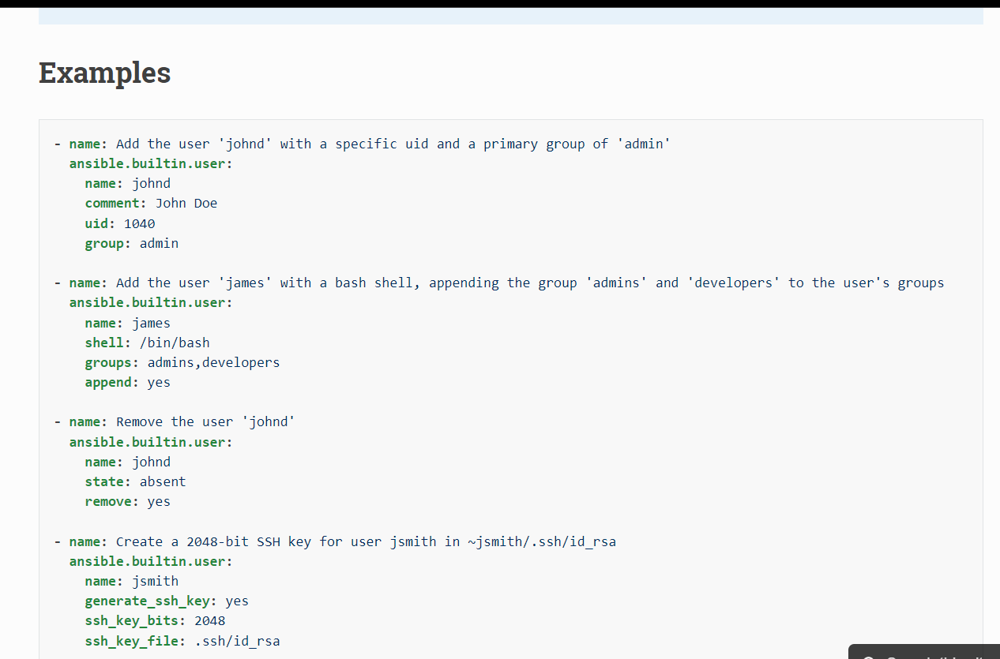 Examples
- name: Add the user 'johnd' with a specific uid and a primary group of 'admin'
  ansible.builtin.user:
    name: johnd
    comment: John Doe
    uid: 1040
    group: admin

- name: Add the user 'james' with a bash shell, appending the group 'admins' and 'developers' to the user's groups
  ansible.builtin.user:
    name: james
    shell: /bin/bash
    groups: admins,developers
    append: yes

- name: Remove the user 'johnd'
  ansible.builtin.user:
    name: johnd
    state: absent
    remove: yes

- name: Create a 2048-bit SSH key for user jsmith in ~jsmith/.ssh/id_rsa
  ansible.builtin.user:
    name: jsmith
    generate_ssh_key: yes
    ssh_key_bits: 2048
    ssh_key_file: .ssh/id_rsa